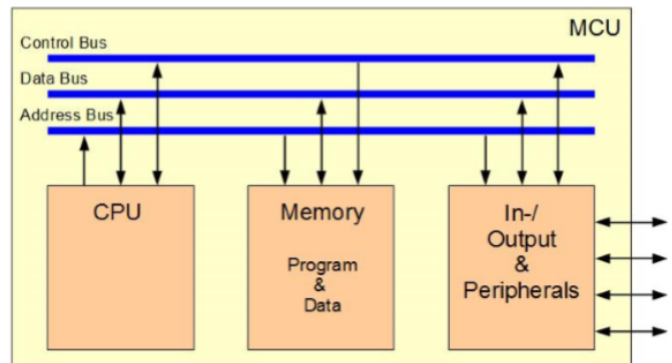 MCU
Control Bus
Data Bus
Address Bus
CPU
Memory
Program
&
Data
In-/
Output
&
Peripherals